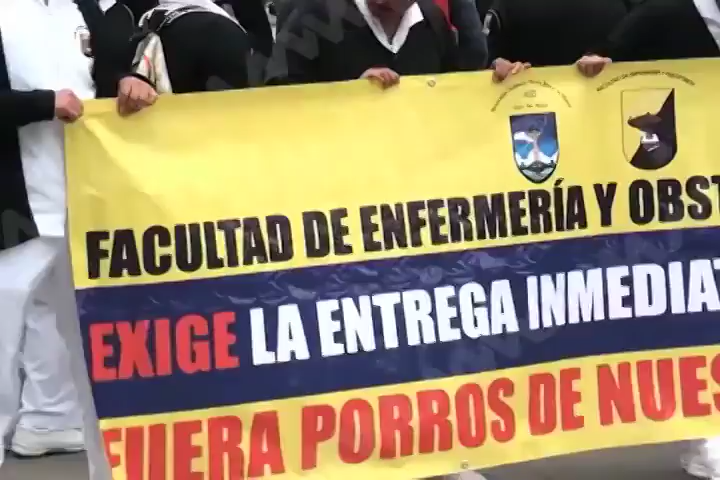 FACULTAD DE ENFERMERÍA Y OBST
EXIGE LA ENTREGA INMEDIAT
FUERA PORROS DE NUES